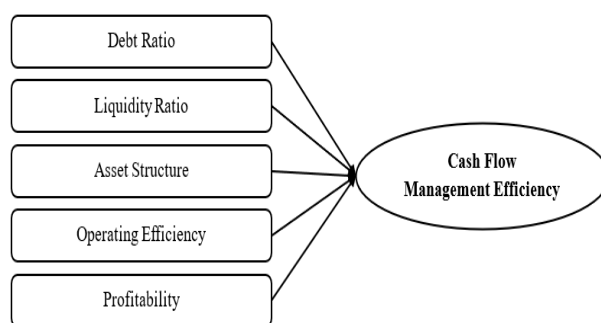 Debt Ratio
Liquidity Ratio
Asset Structure
Operating Efficiency
Profitability
Cash Flow
Management Efficiency